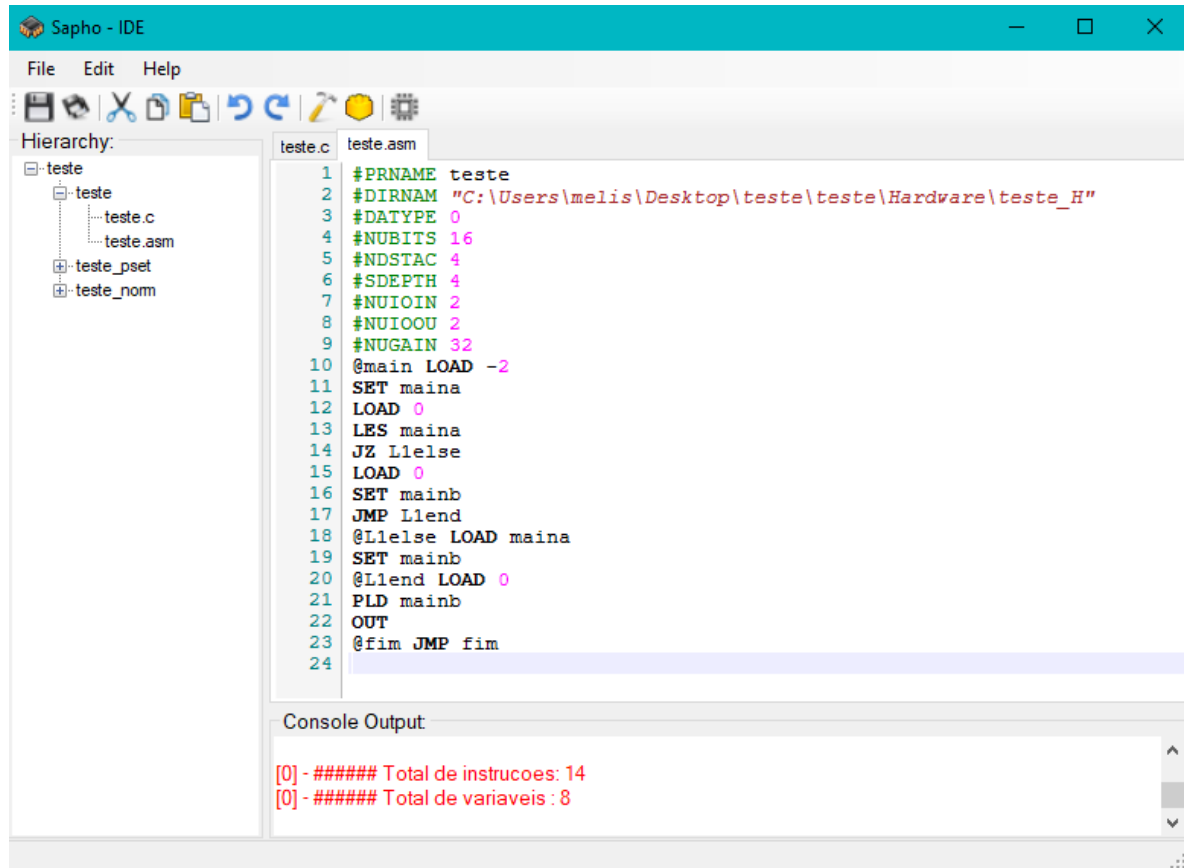 Sapho - IDE
File Edit Help
Hierarchy:
teste
teste
teste.c
teste.asm
teste_pset
teste_norm
teste.c teste.asm
1 #PRNAME teste
2 #DIRNAM "C:\Users\melis\Desktop\teste\teste\Hardware\teste_H"
3 #DATYPE 0
4 #NUBITS 16
5 #NDSTAC 4
6 #SDEPTH 4
7 #NUIOIN 2
8 #NUIOOU 2
9 #NUGAIN 32
10 @main LOAD -2
11 SET maina
12 LOAD 0
13 LES maina
14 JZ L1else
15 LOAD 0
16 SET mainb
17 JMP L1end
18 @L1else LOAD maina
19 SET mainb
20 @L1end LOAD 0
21 PLD mainb
22 OUT
23 @fim JMP fim
24
Console Output:
[0] - ###### Total de instrucoes: 14
[0] - ###### Total de variaveis : 8